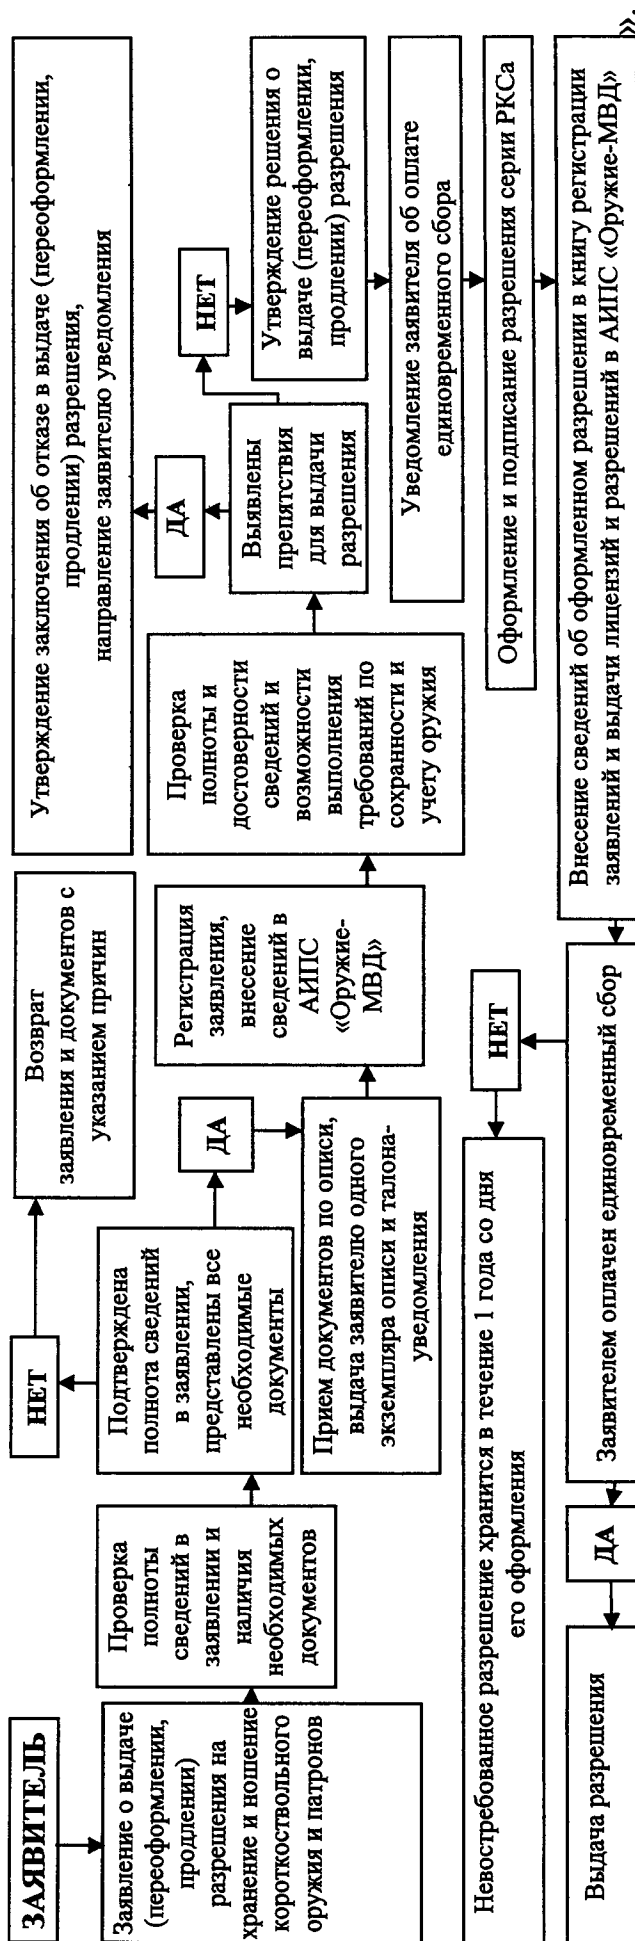 ЗАЯВИТЕЛЬ
Заявление о выдаче
(переоформлении,
продлении)
разрешения на
хранение и ношение
короткоствольного
оружия и патронов
Проверка
полноты
сведений в
заявлении и
наличия
необходимых
документов
НЕТ
Подтверждена
полнота сведений
в заявлении,
представлены все
необходимые
документы
Возврат
заявления и документов с
указанием причин
ДА
Прием документов по описи,
выдача заявителю одного
экземпляра описи и талона-
уведомления
Регистрация
заявления,
внесение
сведений в
АИПС
«Оружие-
МВД»
Проверка
полноты и
достоверности
сведений и
возможности
выполнения
требований по
сохранности и
учету оружия
Выявлены
препятствия
для выдачи
разрешения
ДА
Утверждение заключения об отказе в выдаче (переоформлении,
продлении) разрешения,
направление заявителю уведомления
НЕТ
Утверждение решения о
выдаче (переоформлении,
продлении) разрешения
Уведомление заявителя об оплате
единовременного сбора
Оформление и подписание разрешения серии РКСа
Внесение сведений об оформленном разрешении в книгу регистрации
заявлений и выдачи лицензий и разрешений в АИПС «Оружие-МВД»
Заявителем оплачен единовременный сбор
НЕТ
Невостребованное разрешение хранится в течение 1 года со дня
его оформления
ДА
Выдача разрешения
».